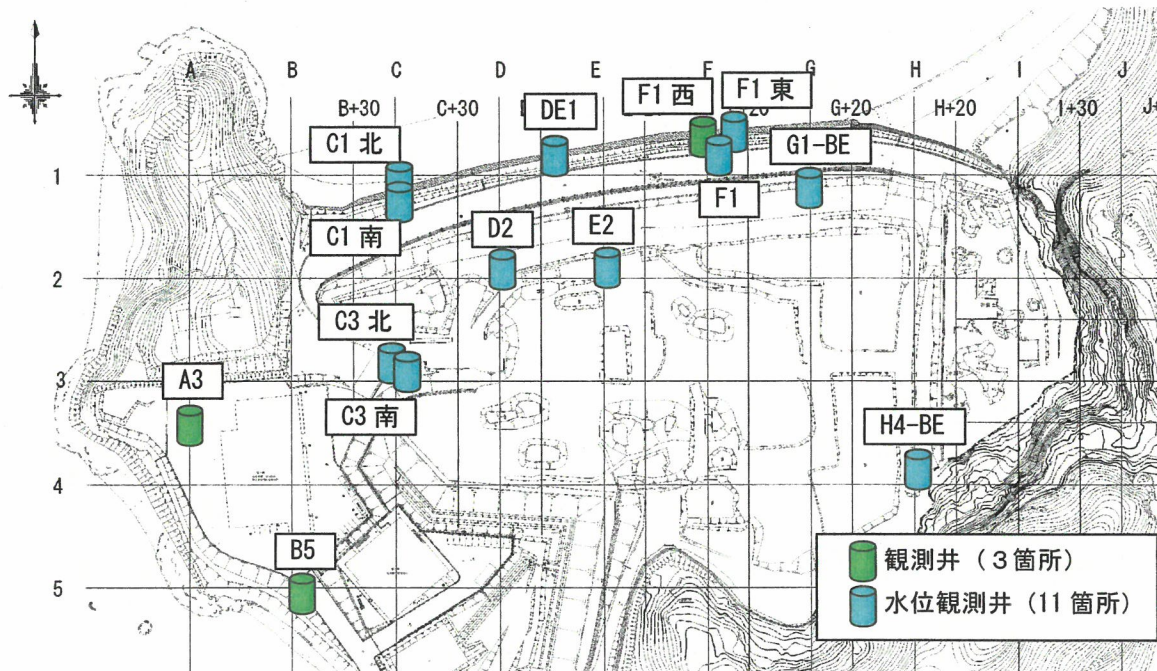 A B C D E F G H I J
B+30 C+30 G+20 H+20 I+30
F1 西
F1 東
DE1
C1 北
G1-BE
1
F1
C1 南
D2
E2
2
C3 北
A3
3
C3 南
H4-BE
4
B5
5
観測井（3箇所）
水位観測井（11箇所）